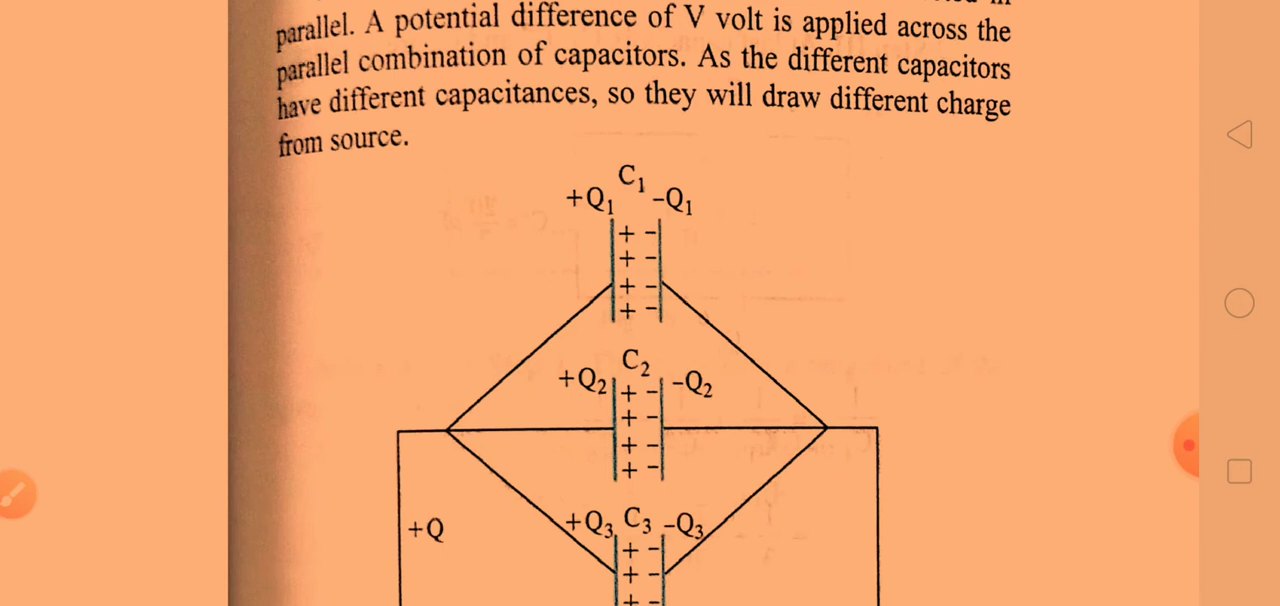 parallel. A potential difference of V volt is applied across the
parallel combination of capacitors. As the different capacitors
have different capacitances, so they will draw different charge
from source.
C1
+Q1 -Q1
+ -
+ -
+ -
+ -
C2
+Q2 -Q2
+ -
+ -
+ -
+ -
+Q
+Q3 C3 -Q3
+ -
+ -
+ -